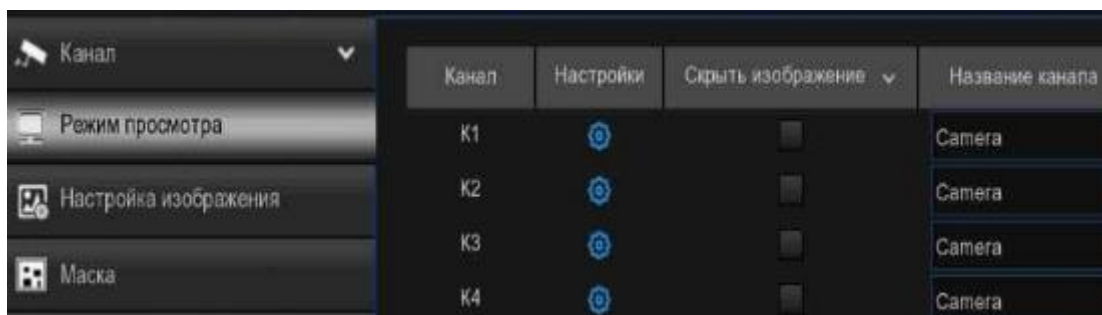 Канал
Режим просмотра
Настройка изображения
Маска
Канал Настройки Скрыть изображение Название канала
K1 Camera
K2 Camera
K3 Camera
K4 Camera